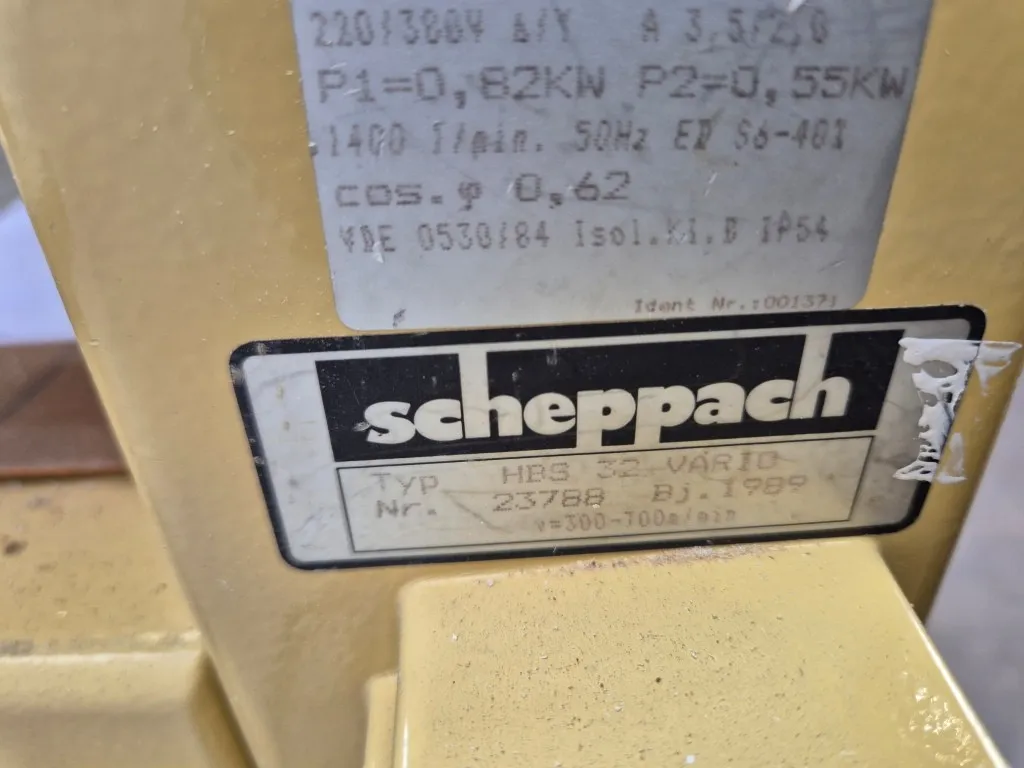 220/380V Δ/Y A 3,5/2,0
P1=0,82KW P2=0,55KW
1400 T/min. 50Hz ED S6-40%
cos.φ 0,62
VDE 0530/84 Isol.Kl.B IP54
Ident Nr.:001371
scheppach
Typ HBS 32 VARIO
Nr. 23788 Bj.1989
v=300-700m/min